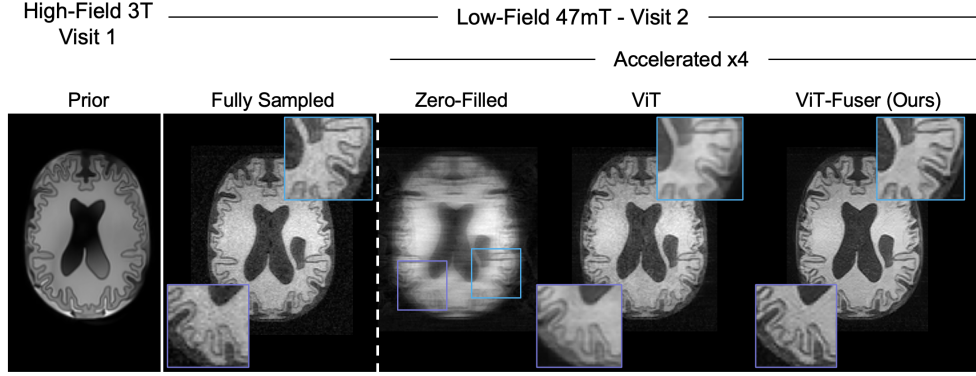 High-Field 3T
Visit 1
Low-Field 47mT - Visit 2
Accelerated x4
Prior
Fully Sampled
Zero-Filled
ViT
ViT-Fuser (Ours)